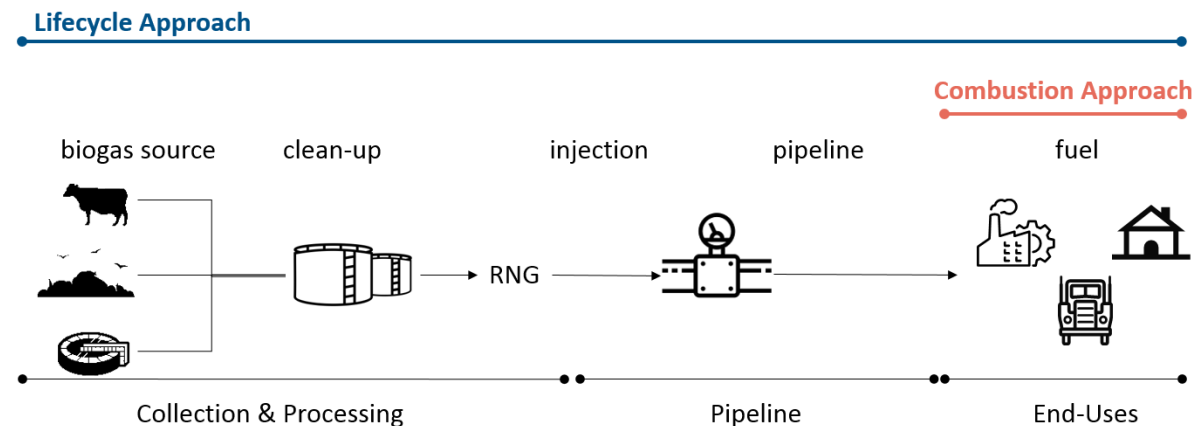 Lifecycle Approach
Combustion Approach
biogas source clean-up injection pipeline fuel
RNG
Collection & Processing Pipeline End-Uses